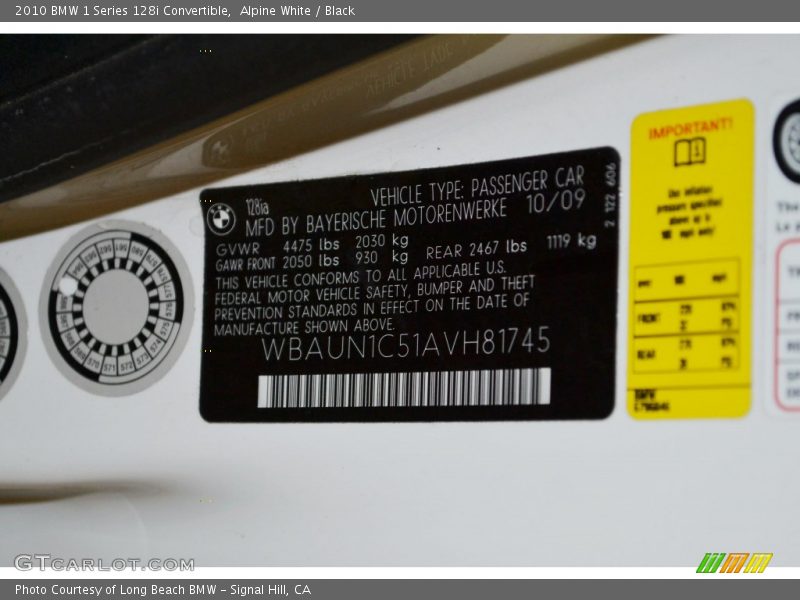 2010 BMW 1 Series 128i Convertible,  Alpine White / Black
128ia
VEHICLE TYPE: PASSENGER CAR
MFD BY BAYERISCHE MOTORENWERKE 10/09
GVWR 4475 lbs 2030 kg
GAWR FRONT 2050 lbs 930 kg REAR 2467 lbs 1119 kg
THIS VEHICLE CONFORMS TO ALL APPLICABLE U.S.
FEDERAL MOTOR VEHICLE SAFETY, BUMPER AND THEFT
PREVENTION STANDARDS IN EFFECT ON THE DATE OF
MANUFACTURE SHOWN ABOVE.
WBAUN1C51AVH81745
2 122 606
IMPORTANT!
FRONT
REAR
GTCARLOT.COM
Photo Courtesy of Long Beach BMW – Signal Hill, CA